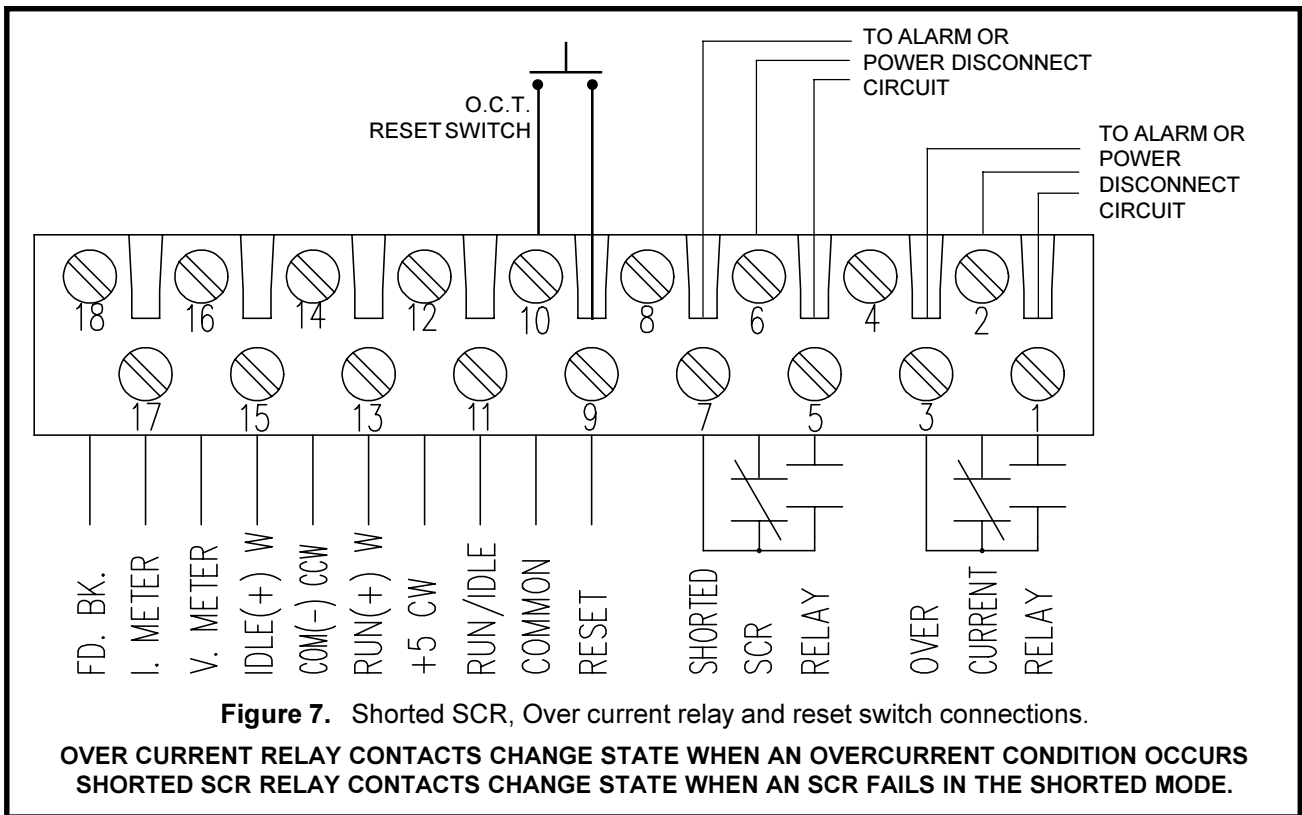 TO ALARM OR
POWER DISCONNECT
CIRCUIT
O.C.T.
RESET SWITCH
TO ALARM OR
POWER
DISCONNECT
CIRCUIT
18 16 14 12 10 8 6 4 2
17 15 13 11 9 7 5 3 1
FD. BK.
I. METER
V. METER
IDLE(+) W
COM(-) CCW
RUN(+) W
+5 CW
RUN/IDLE
COMMON
RESET
SHORTED
SCR
RELAY
OVER
CURRENT
RELAY
Figure 7. Shorted SCR, Over current relay and reset switch connections.
OVER CURRENT RELAY CONTACTS CHANGE STATE WHEN AN OVERCURRENT CONDITION OCCURS
SHORTED SCR RELAY CONTACTS CHANGE STATE WHEN AN SCR FAILS IN THE SHORTED MODE.